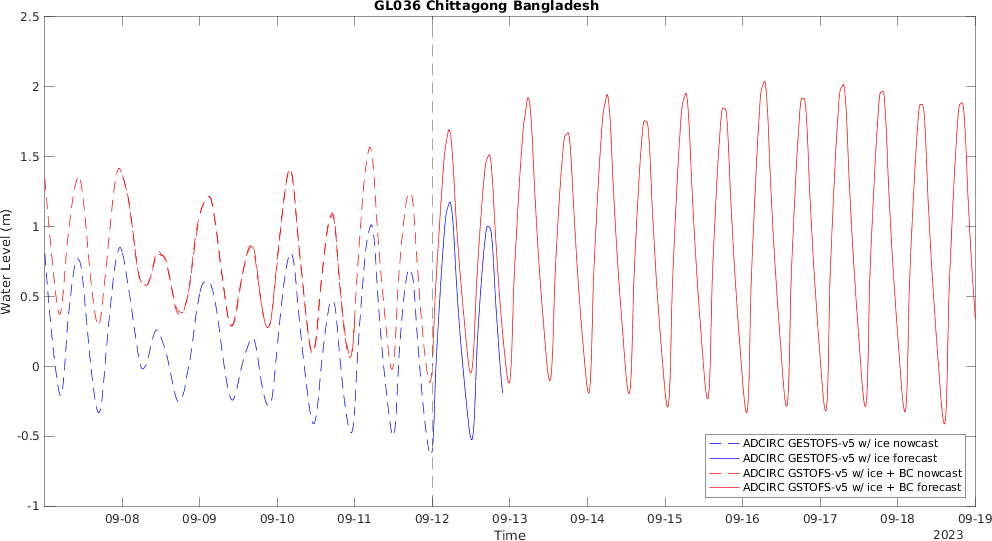 GL036 Chittagong Bangladesh
2.5
2
1.5
1
0.5
0
-0.5
-1
Water Level (m)
ADCIRC GESTOFS-v5 w/ ice nowcast
ADCIRC GESTOFS-v5 w/ ice forecast
ADCIRC GSTOFS-v5 w/ ice + BC nowcast
ADCIRC GSTOFS-v5 w/ ice + BC forecast
09-08 09-09 09-10 09-11 09-12 09-13 09-14 09-15 09-16 09-17 09-18 09-19
Time
2023